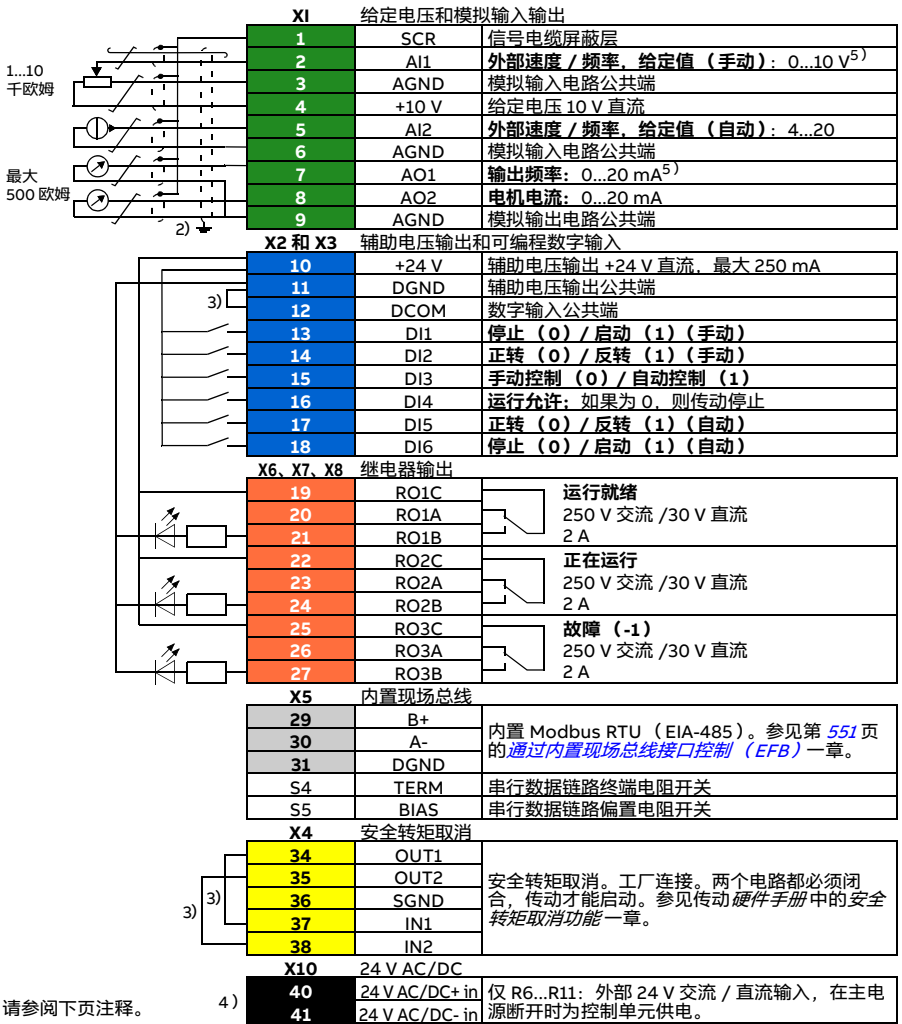 XI 给定电压和模拟输入输出
1 SCR 信号电缆屏蔽层
2 AI1 外部速度 / 频率，给定值 （手动）：0...10 V5)
3 AGND 模拟输入电路公共端
4 +10 V 给定电压 10 V 直流
5 AI2 外部速度 / 频率，给定值 （自动）：4...20
6 AGND 模拟输入电路公共端
7 AO1 输出频率：0...20 mA5)
8 AO2 电机电流：0...20 mA
9 AGND 模拟输出电路公共端
1...10
千欧姆
最大
500 欧姆
2)
X2 和 X3 辅助电压输出和可编程数字输入
10 +24 V 辅助电压输出 +24 V 直流，最大 250 mA
11 DGND 辅助电压输出公共端
3)
12 DCOM 数字输入公共端
13 DI1 停止 （0）/ 启动 （1）（手动）
14 DI2 正转 （0）/ 反转 （1）（手动）
15 DI3 手动控制 （0）/ 自动控制 （1）
16 DI4 运行允许；如果为 0，则传动停止
17 DI5 正转 （0）/ 反转 （1）（自动）
18 DI6 停止 （0）/ 启动 （1）（自动）
X6、X7、X8 继电器输出
19 RO1C 运行就绪
20 RO1A 250 V 交流 /30 V 直流
21 RO1B 2 A
22 RO2C 正在运行
23 RO2A 250 V 交流 /30 V 直流
24 RO2B 2 A
25 RO3C 故障 （-1）
26 RO3A 250 V 交流 /30 V 直流
27 RO3B 2 A
X5 内置现场总线
29 B+
30 A-
31 DGND
内置 Modbus RTU （EIA-485）。参见第 551 页
的通过内置现场总线接口控制 （EFB）一章。
S4 TERM 串行数据链路终端电阻开关
S5 BIAS 串行数据链路偏置电阻开关
X4 安全转矩取消
34 OUT1
35 OUT2
36 SGND
37 IN1
38 IN2
3)
3)
安全转矩取消。工厂连接。两个电路都必须闭
合，传动才能启动。参见传动硬件手册中的安全
转矩取消功能一章。
X10 24 V AC/DC
40 24 V AC/DC+ in
41 24 V AC/DC- in
仅 R6...R11：外部 24 V 交流 / 直流输入，在主电
源断开时为控制单元供电。
4）
请参阅下页注释。